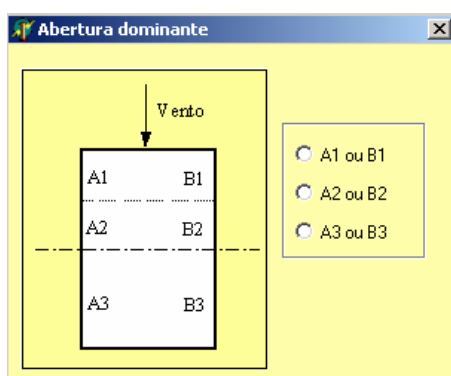 Abertura dominante
Vento
A1 B1
A2 B2
A3 B3
A1 ou B1
A2 ou B2
A3 ou B3